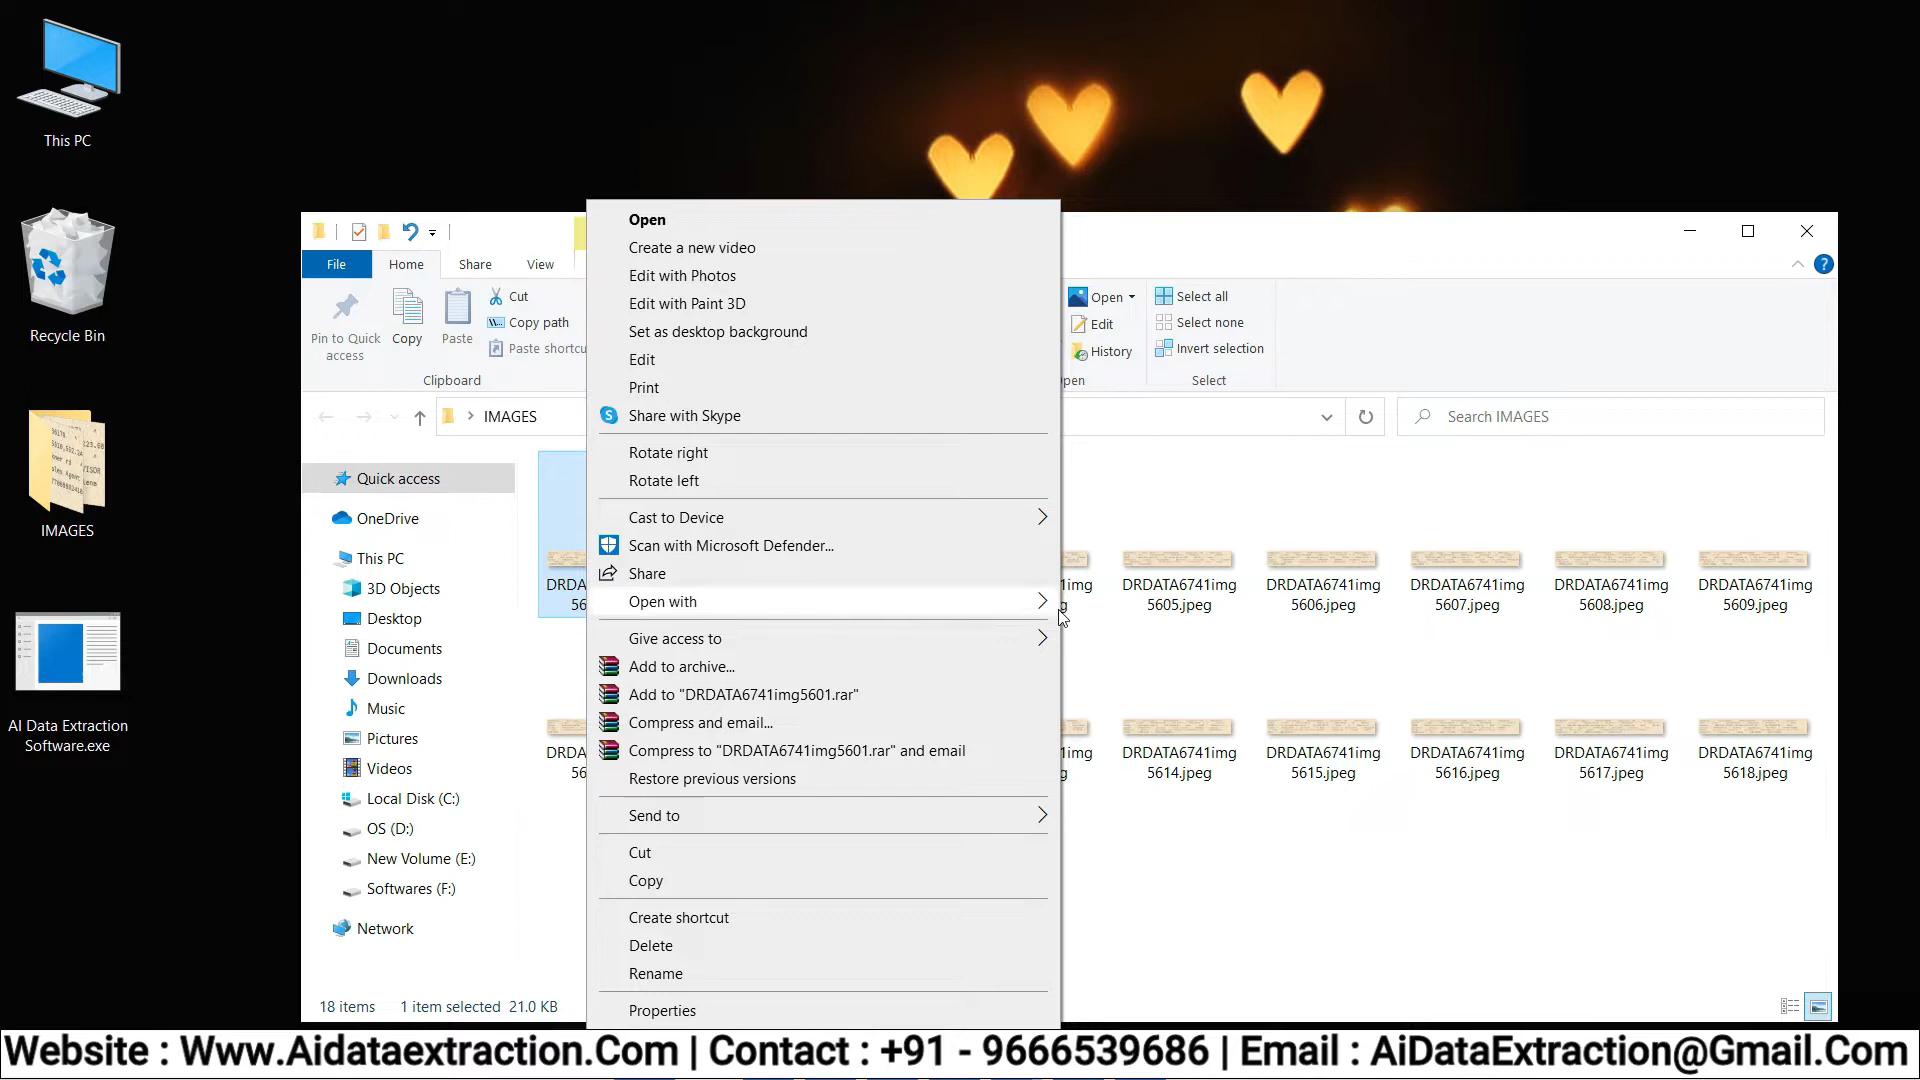 This PC
Recycle Bin
IMAGES
AI Data Extraction
Software.exe
File
Home
Share
View
Pin to Quick
access
Copy
Paste
Cut
Copy path
Paste shortcu
Clipboard
Open
Edit
History
pen
Select all
Select none
Invert selection
Select
IMAGES
Search IMAGES
Quick access
OneDrive
This PC
3D Objects
Desktop
Documents
Downloads
Music
Pictures
Videos
Local Disk (C:)
OS (D:)
New Volume (E:)
Softwares (F:)
Network
Open
Create a new video
Edit with Photos
Edit with Paint 3D
Set as desktop background
Edit
Print
Share with Skype
Rotate right
Rotate left
Cast to Device
Scan with Microsoft Defender...
Share
Open with
Give access to
Add to archive...
Add to "DRDATA6741img5601.rar"
Compress and email...
Compress to "DRDATA6741img5601.rar" and email
Restore previous versions
Send to
Cut
Copy
Create shortcut
Delete
Rename
Properties
DRDA
56
img
g
DRDATA6741img
5605.jpeg
DRDATA6741img
5606.jpeg
DRDATA6741img
5607.jpeg
DRDATA6741img
5608.jpeg
DRDATA6741img
5609.jpeg
DRDA
56
img
g
DRDATA6741img
5614.jpeg
DRDATA6741img
5615.jpeg
DRDATA6741img
5616.jpeg
DRDATA6741img
5617.jpeg
DRDATA6741img
5618.jpeg
18 items 1 item selected 21.0 KB
Website : Www.Aidataextraction.Com | Contact : +91 - 9666539686 | Email : AiDataExtraction@Gmail.Com